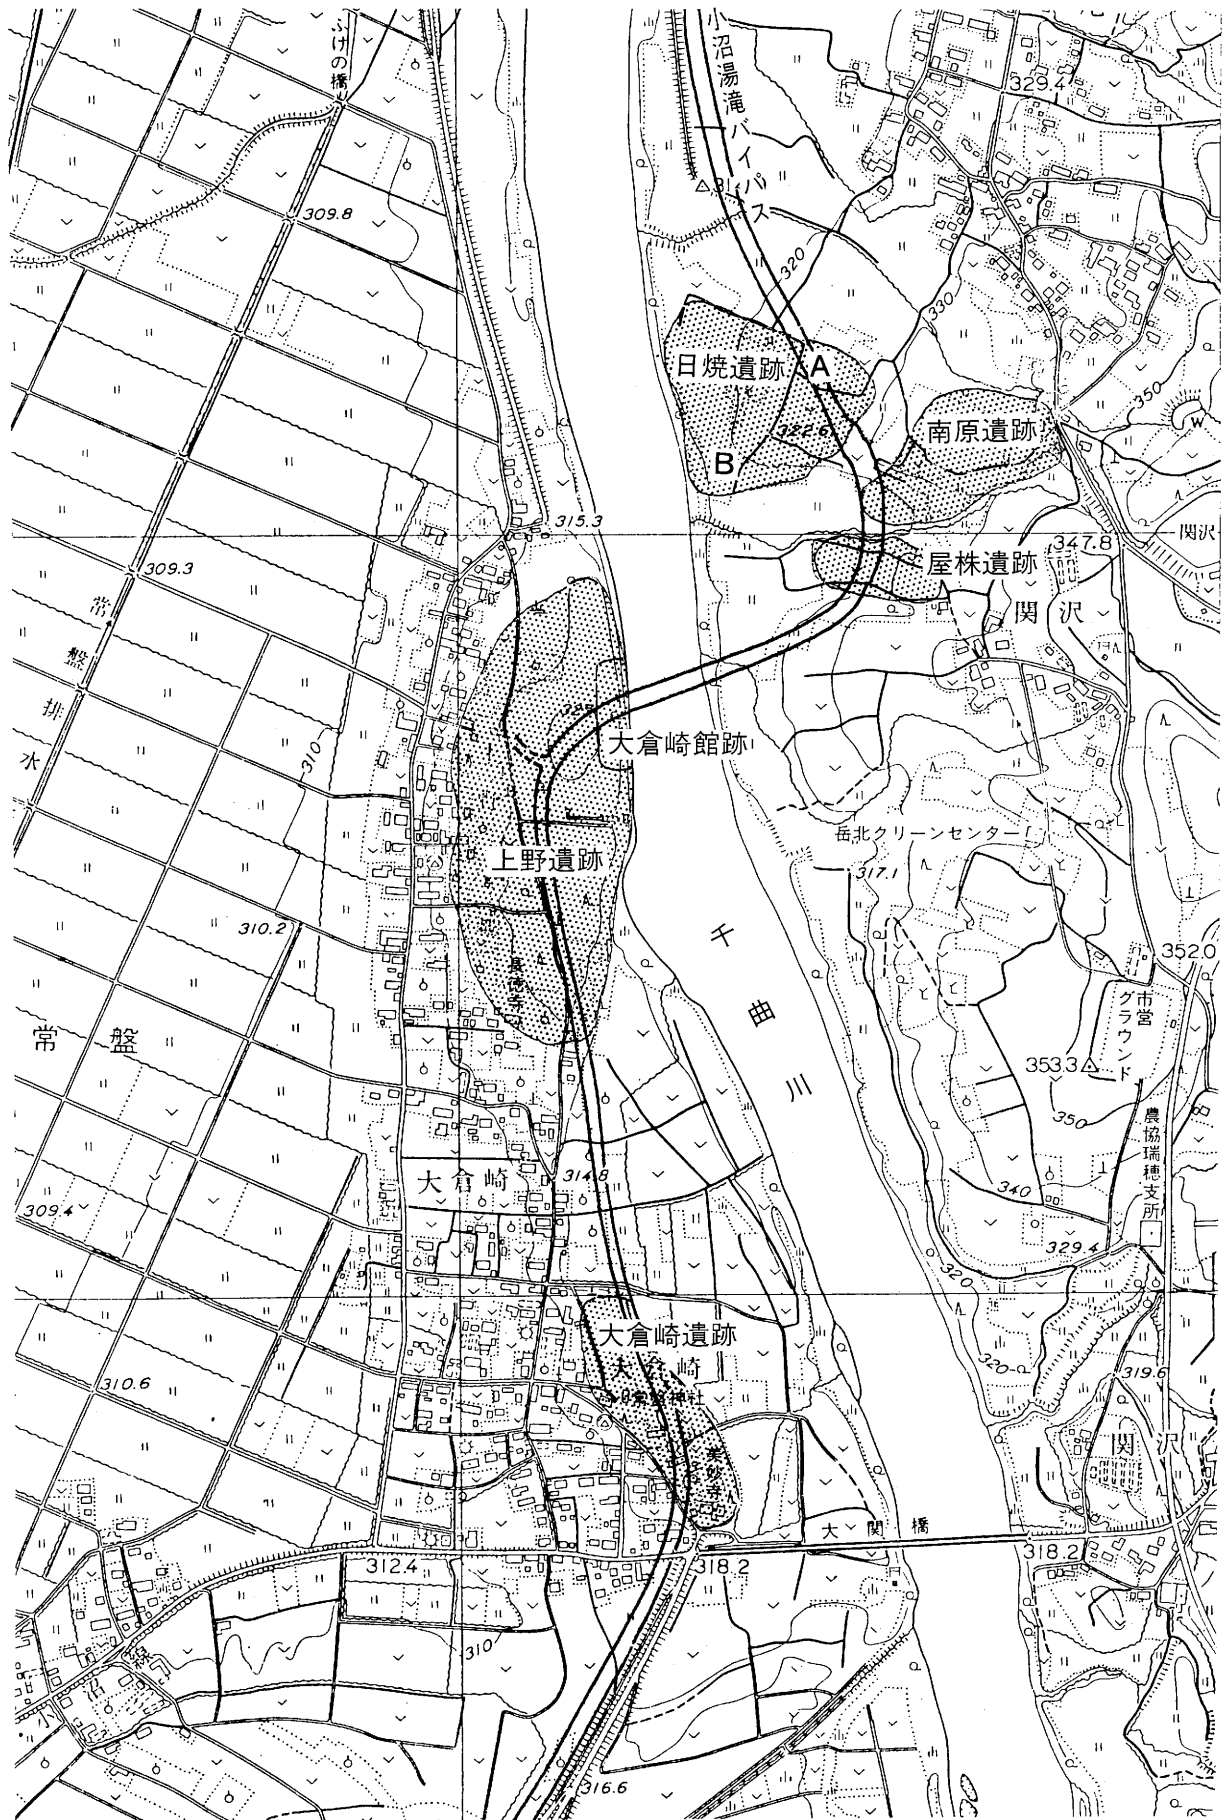 ふけの橋
小沼湯滝バイパス
329.4
309.8
320
330
日焼遺跡
A
350
322.6
南原遺跡
W
B
315.3
関沢
347.8
309.3
屋株遺跡
関沢
常盤排水
310
大倉崎館跡
岳北クリーンセンター
上野遺跡
317.1
310.2
千曲川
長徳寺
352.0
常盤
市営グラウンド
353.3
350
農協瑞穂支所
大倉崎
314.8
340
309.4
329.4
320
大倉崎遺跡
大倉崎
320
319.6
310.6
関沢
大関橋
312.4
318.2
318.2
310
316.6